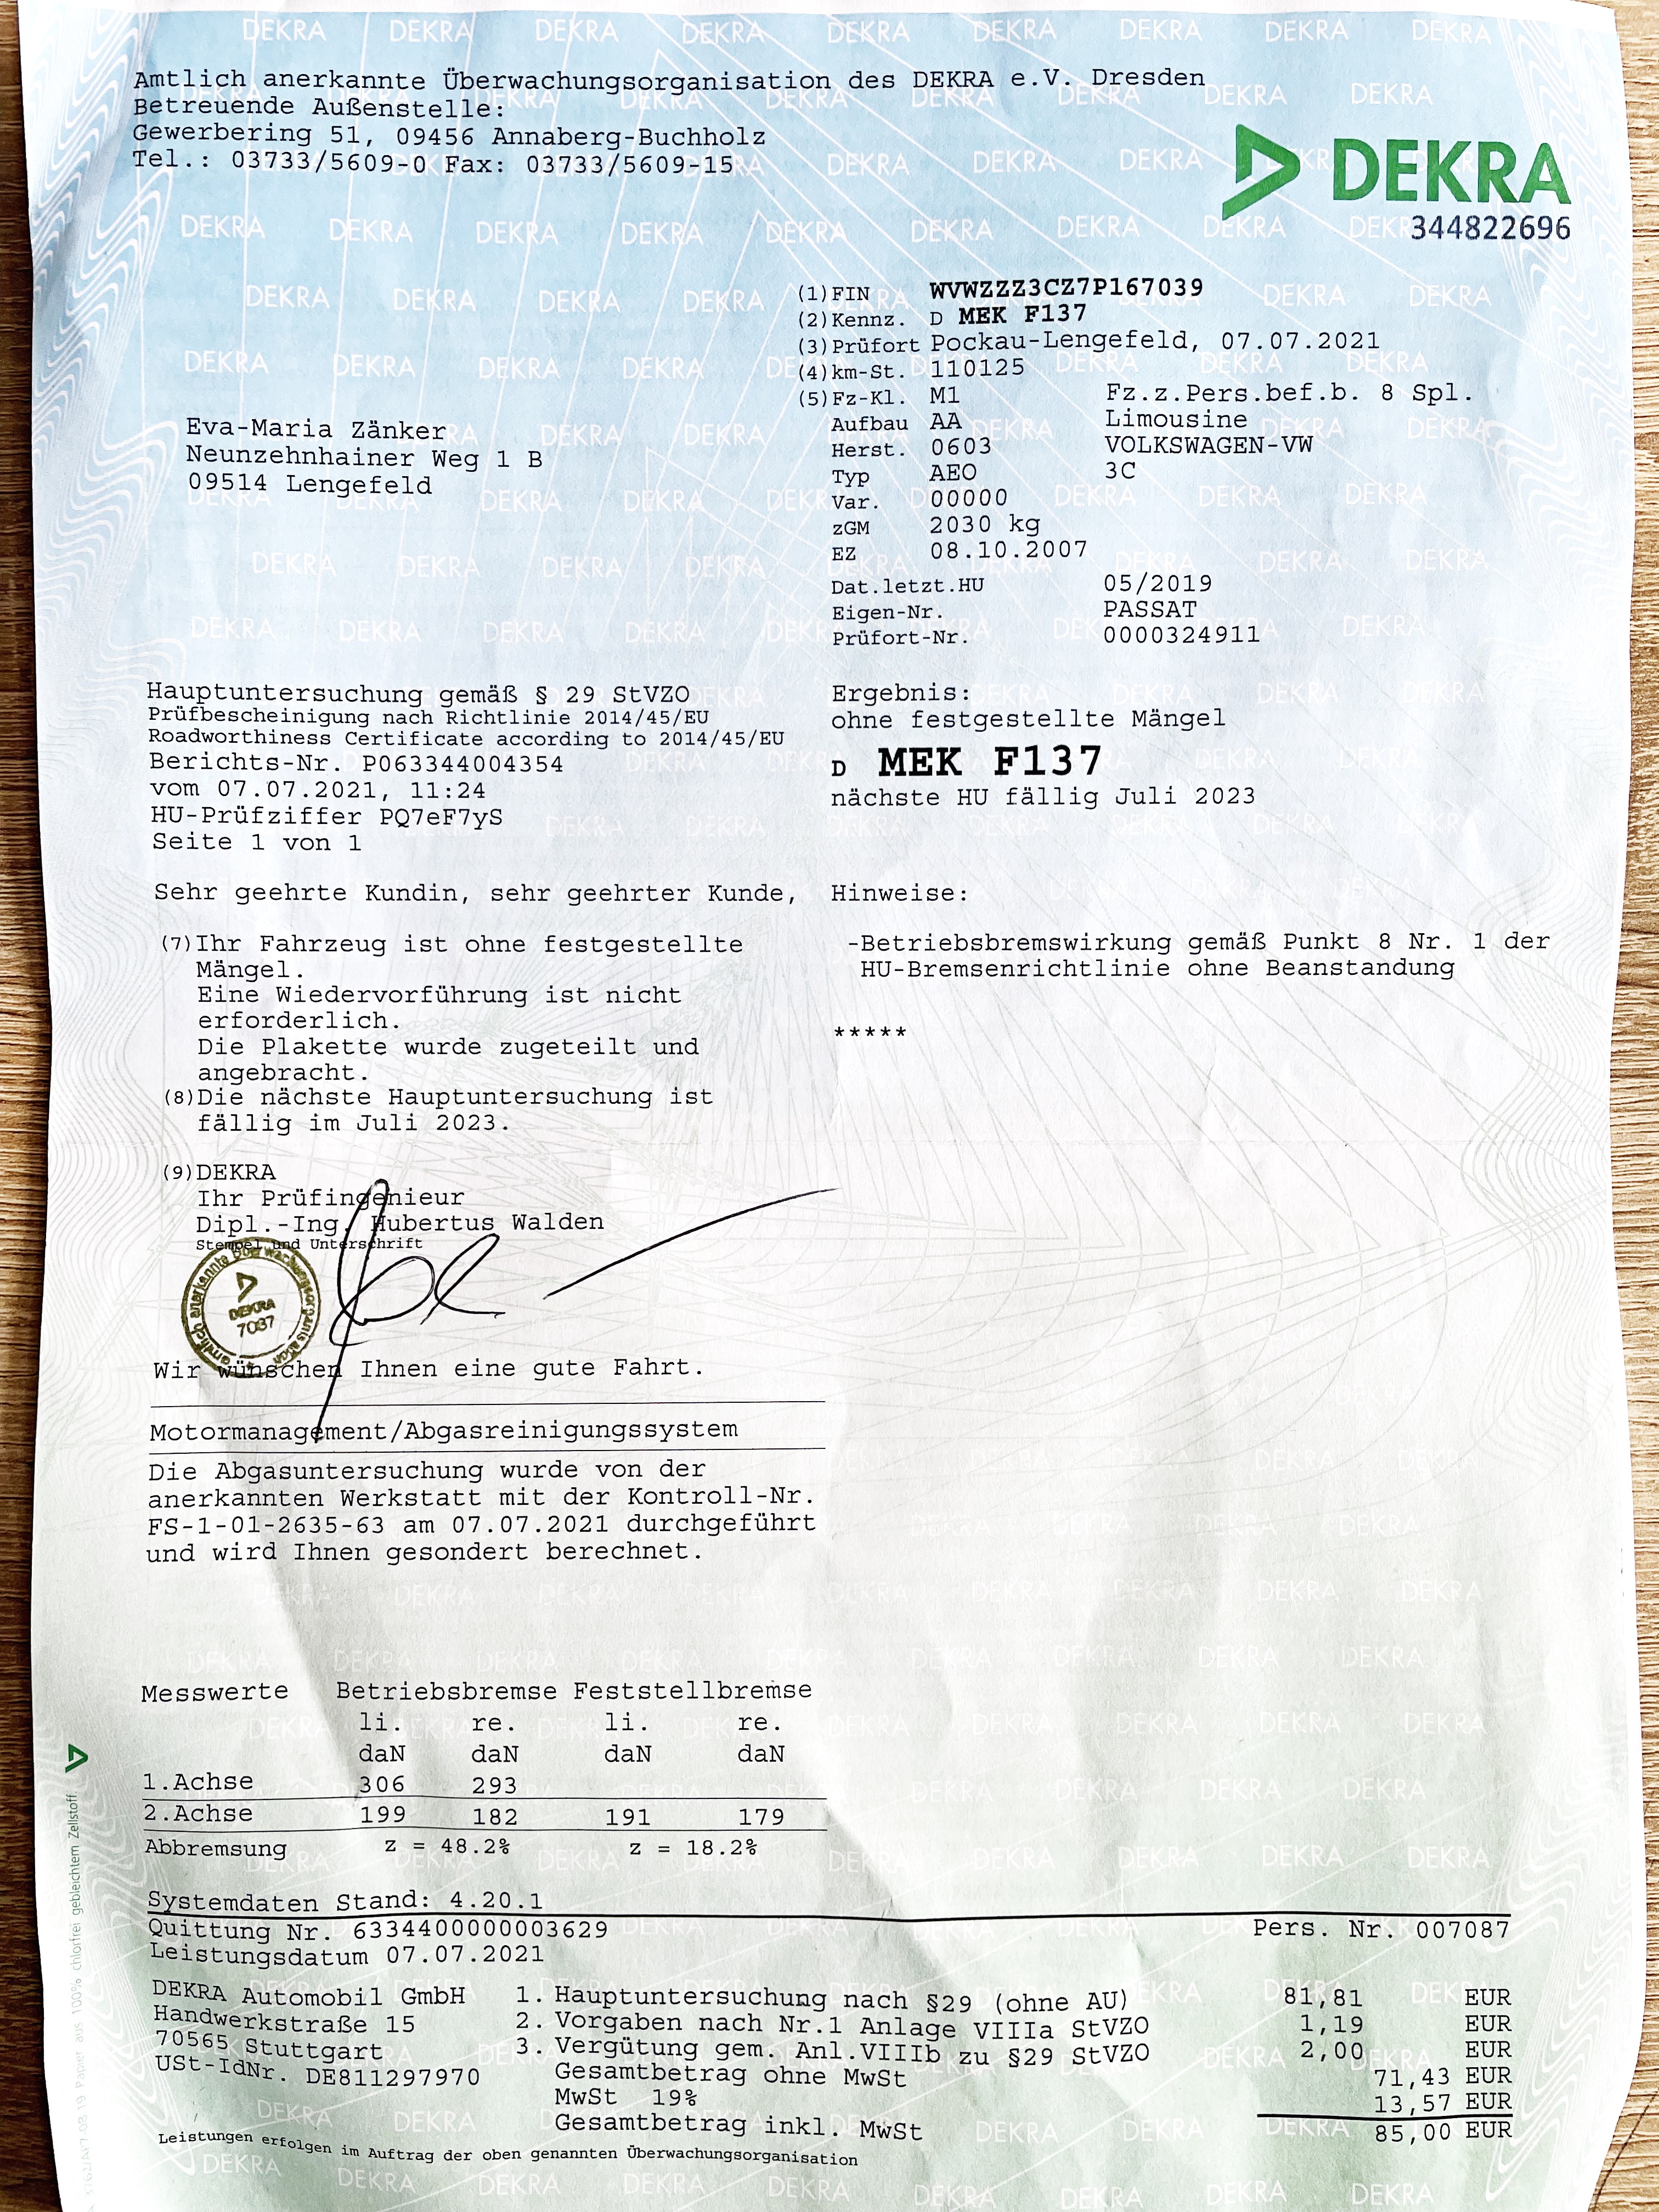 Amtlich anerkannte Überwachungsorganisation des DEKRA e.V. Dresden
Betreuende Außenstelle:
Gewerbering 51, 09456 Annaberg-Buchholz
Tel.: 03733/5609-0 Fax: 03733/5609-15
DEKRA
344822696
(1)FIN WVWZZZ3CZ7P167039
(2)Kennz. D MEK F137
(3)Prüfort Pockau-Lengefeld, 07.07.2021
(4)km-St. 110125
(5)Fz-Kl. M1 Fz.z.Pers.bef.b. 8 Spl.
Aufbau AA Limousine
Herst. 0603 VOLKSWAGEN-VW
Typ AEO 3C
Var. 00000
zGM 2030 kg
EZ 08.10.2007
Dat.letzt.HU 05/2019
Eigen-Nr. PASSAT
Prüfort-Nr. 0000324911
Eva-Maria Zänker
Neunzehnhainer Weg 1 B
09514 Lengefeld
Hauptuntersuchung gemäß § 29 StVZO
Prüfbescheinigung nach Richtlinie 2014/45/EU
Roadworthiness Certificate according to 2014/45/EU
Berichts-Nr. P063344004354
vom 07.07.2021, 11:24
HU-Prüfziffer PQ7eF7yS
Seite 1 von 1
Ergebnis:
ohne festgestellte Mängel
D MEK F137
nächste HU fällig Juli 2023
Sehr geehrte Kundin, sehr geehrter Kunde,
(7)Ihr Fahrzeug ist ohne festgestellte
Mängel.
Eine Wiedervorführung ist nicht
erforderlich.
Die Plakette wurde zugeteilt und
angebracht.
(8)Die nächste Hauptuntersuchung ist
fällig im Juli 2023.
Hinweise:
-Betriebsbremswirkung gemäß Punkt 8 Nr. 1 der
HU-Bremsenrichtlinie ohne Beanstandung
*****
(9)DEKRA
Ihr Prüfingenieur
Dipl.-Ing. Hubertus Walden
Stempel und Unterschrift
amtlich anerkannte Überwachungsorganisation
DEKRA
7087
Wir wünschen Ihnen eine gute Fahrt.
Motormanagement/Abgasreinigungssystem
Die Abgasuntersuchung wurde von der
anerkannten Werkstatt mit der Kontroll-Nr.
FS-1-01-2635-63 am 07.07.2021 durchgeführt
und wird Ihnen gesondert berechnet.
Messwerte Betriebsbremse Feststellbremse
li. re. li. re.
daN daN daN daN
1.Achse 306 293
2.Achse 199 182 191 179
Abbremsung z = 48.2% z = 18.2%
Systemdaten Stand: 4.20.1
Quittung Nr. 6334400000003629 Pers. Nr. 007087
Leistungsdatum 07.07.2021
DEKRA Automobil GmbH
Handwerkstraße 15
70565 Stuttgart
USt-IdNr. DE811297970
1. Hauptuntersuchung nach §29 (ohne AU) 81,81 EUR
2. Vorgaben nach Nr.1 Anlage VIIIa StVZO 1,19 EUR
3. Vergütung gem. Anl.VIIIb zu §29 StVZO 2,00 EUR
Gesamtbetrag ohne MwSt 71,43 EUR
MwSt 19% 13,57 EUR
Gesamtbetrag inkl. MwSt 85,00 EUR
Leistungen erfolgen im Auftrag der oben genannten Überwachungsorganisation
Papier aus 100% chlorfrei gebleichtem Zellstoff